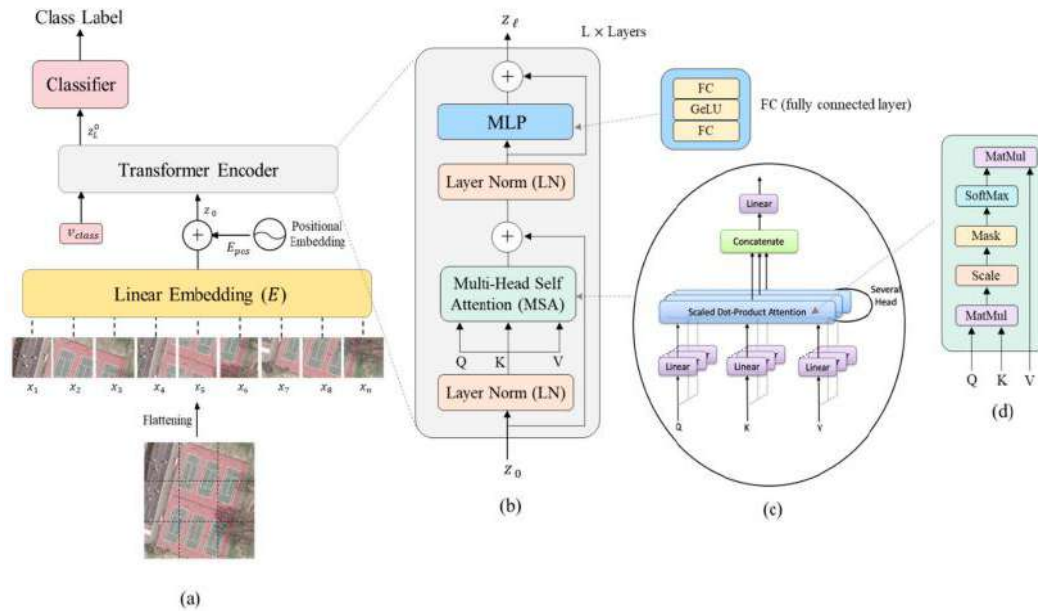 Class Label
Classifier
z_L^0
Transformer Encoder
v_class
z_0
+
E_pos
Positional
Embedding
Linear Embedding (E)
x_1 x_2 x_3 x_4 x_5 x_6 x_7 x_8 x_n
Flattening
(a)
z_ℓ
L × Layers
+
MLP
Layer Norm (LN)
+
Multi-Head Self
Attention (MSA)
Q K V
Layer Norm (LN)
z_0
(b)
FC
GeLU
FC
FC (fully connected layer)
Linear
Concatenate
Scaled Dot-Product Attention
Several
Head
Linear Linear Linear
Q K V
(c)
MatMul
SoftMax
Mask
Scale
MatMul
Q K V
(d)